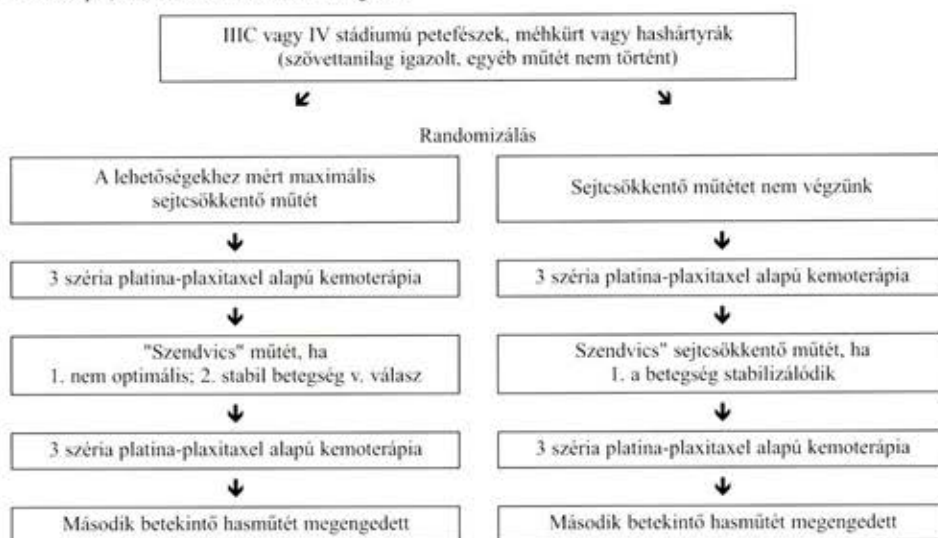 IIIC vagy IV stádiumú petefészek, méhkürt vagy hashártyrák
(szövettanilag igazolt, egyéb műtét nem történt)
Randomizálás
A lehetőségekhez mért maximális
sejtcsökkentő műtét
Sejtcsökkentő műtétet nem végzünk
3 széria platina-plaxitaxel alapú kemoterápia
3 széria platina-plaxitaxel alapú kemoterápia
"Szendvics" műtét, ha
1. nem optimális; 2. stabil betegség v. válasz
Szendvics" sejtcsökkentő műtét, ha
1. a betegség stabilizálódik
3 széria platina-plaxitaxel alapú kemoterápia
3 széria platina-plaxitaxel alapú kemoterápia
Második betekintő hasműtét megengedett
Második betekintő hasműtét megengedett